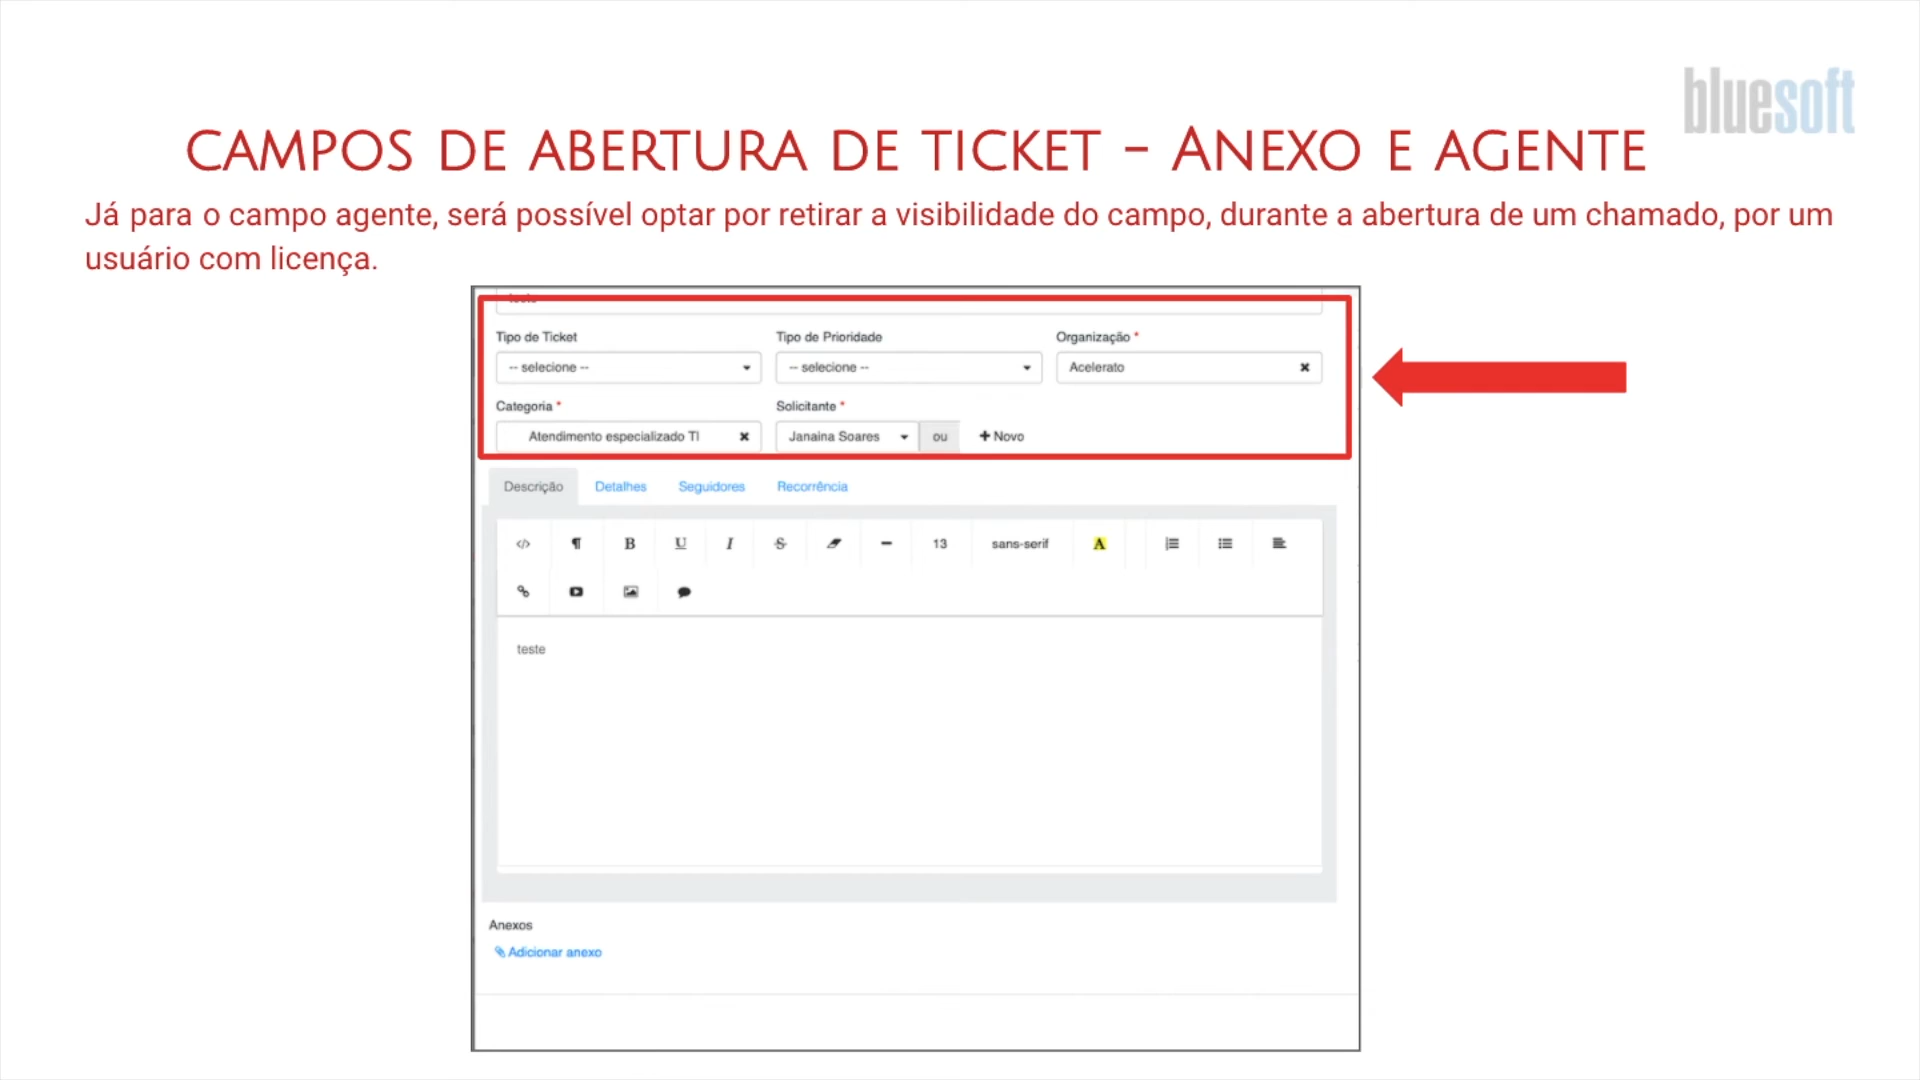 bluesoft
CAMPOS DE ABERTURA DE TICKET - ANEXO E AGENTE
Já para o campo agente, será possível optar por retirar a visibilidade do campo, durante a abertura de um chamado, por um
usuário com licença.
Tipo de Ticket Tipo de Prioridade Organização *
-- selecione -- -- selecione -- Acelerato
Categoria * Solicitante *
Atendimento especializado TI Janaina Soares ou + Novo
Descrição Detalhes Seguidores Recorrência
</> ¶ B U I S 13 sans-serif A
teste
Anexos
Adicionar anexo